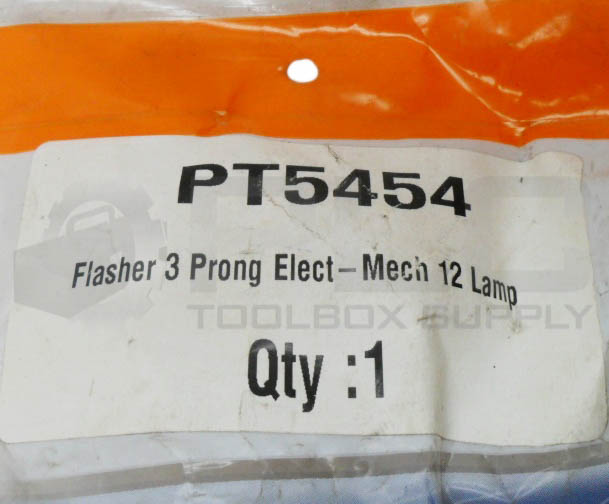 PT5454
Flasher 3 Prong Elect-Mech 12 Lamp
TOOLBOX SUPPLY
Qty :1